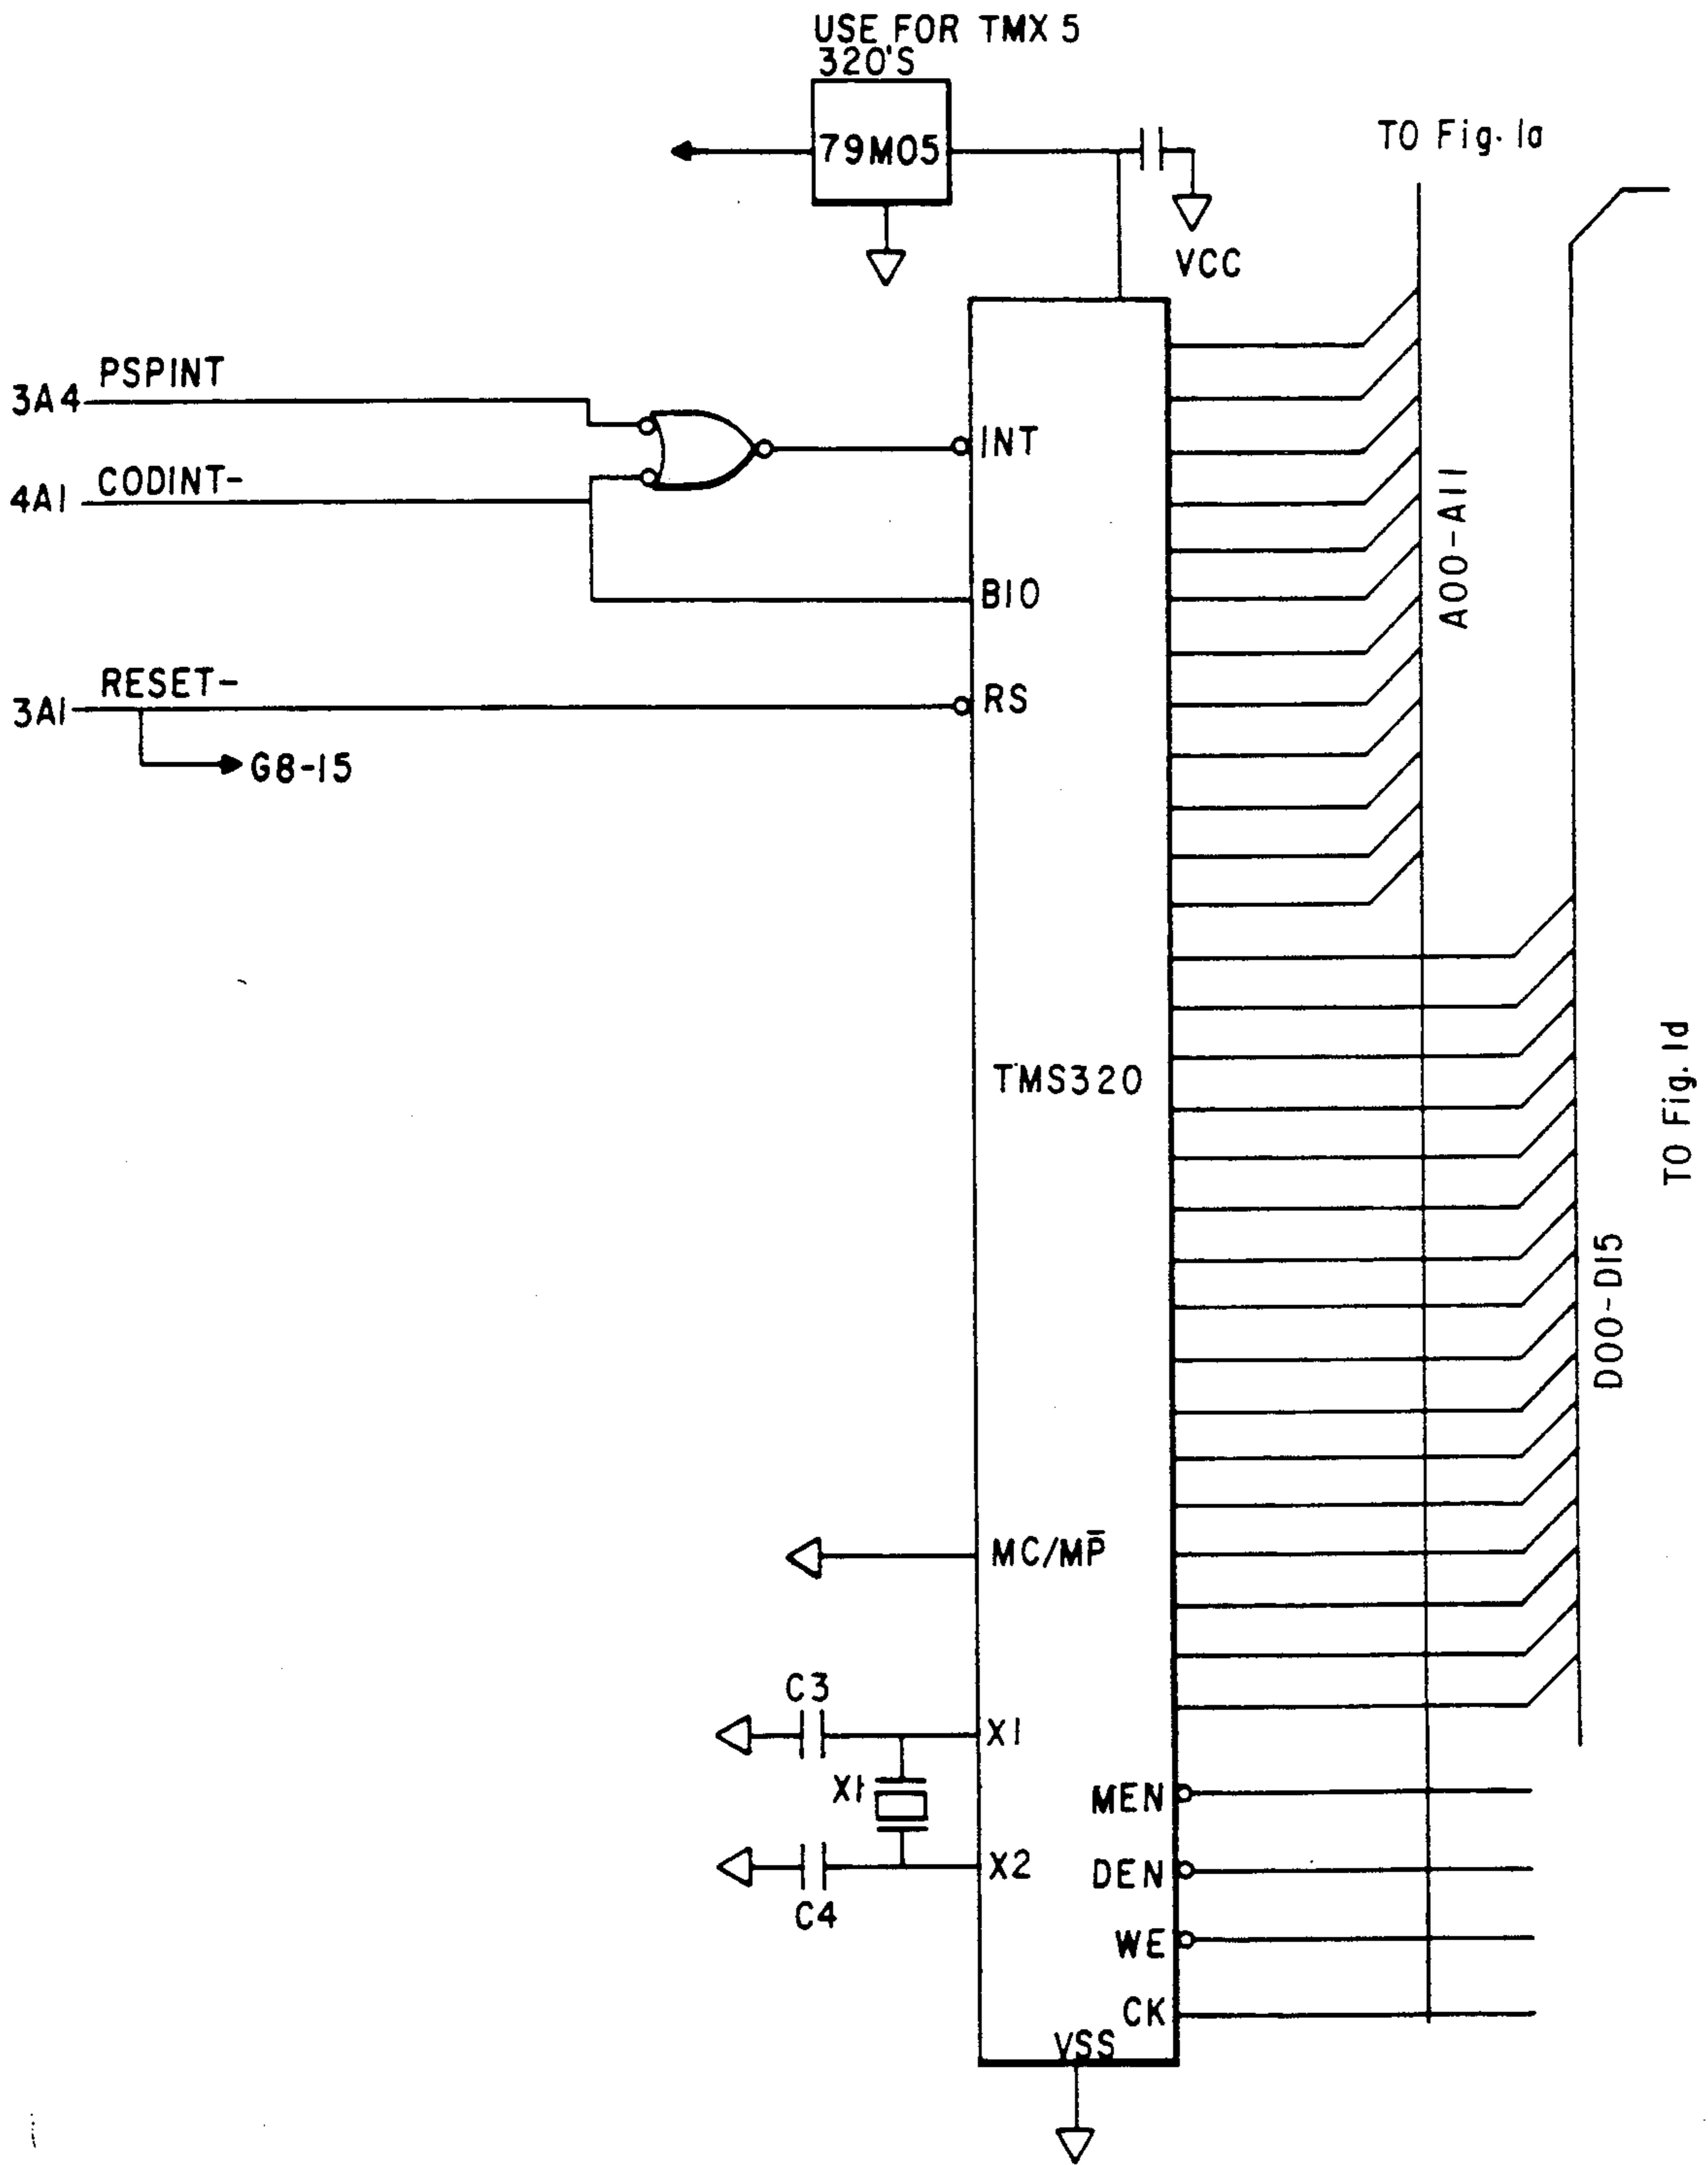 USE FOR TMX 5
320'S
79M05
TO Fig. 1a
VCC
PSPINT
3A4
INT
CODINT-
4A1
A00-A11
BIO
RESET-
3A1
RS
G8-15
TMS320
TO Fig. 1d
D00-D15
MC/MP̅
C3
X1
X1
MEN
X2
DEN
C4
WE
CK
VSS